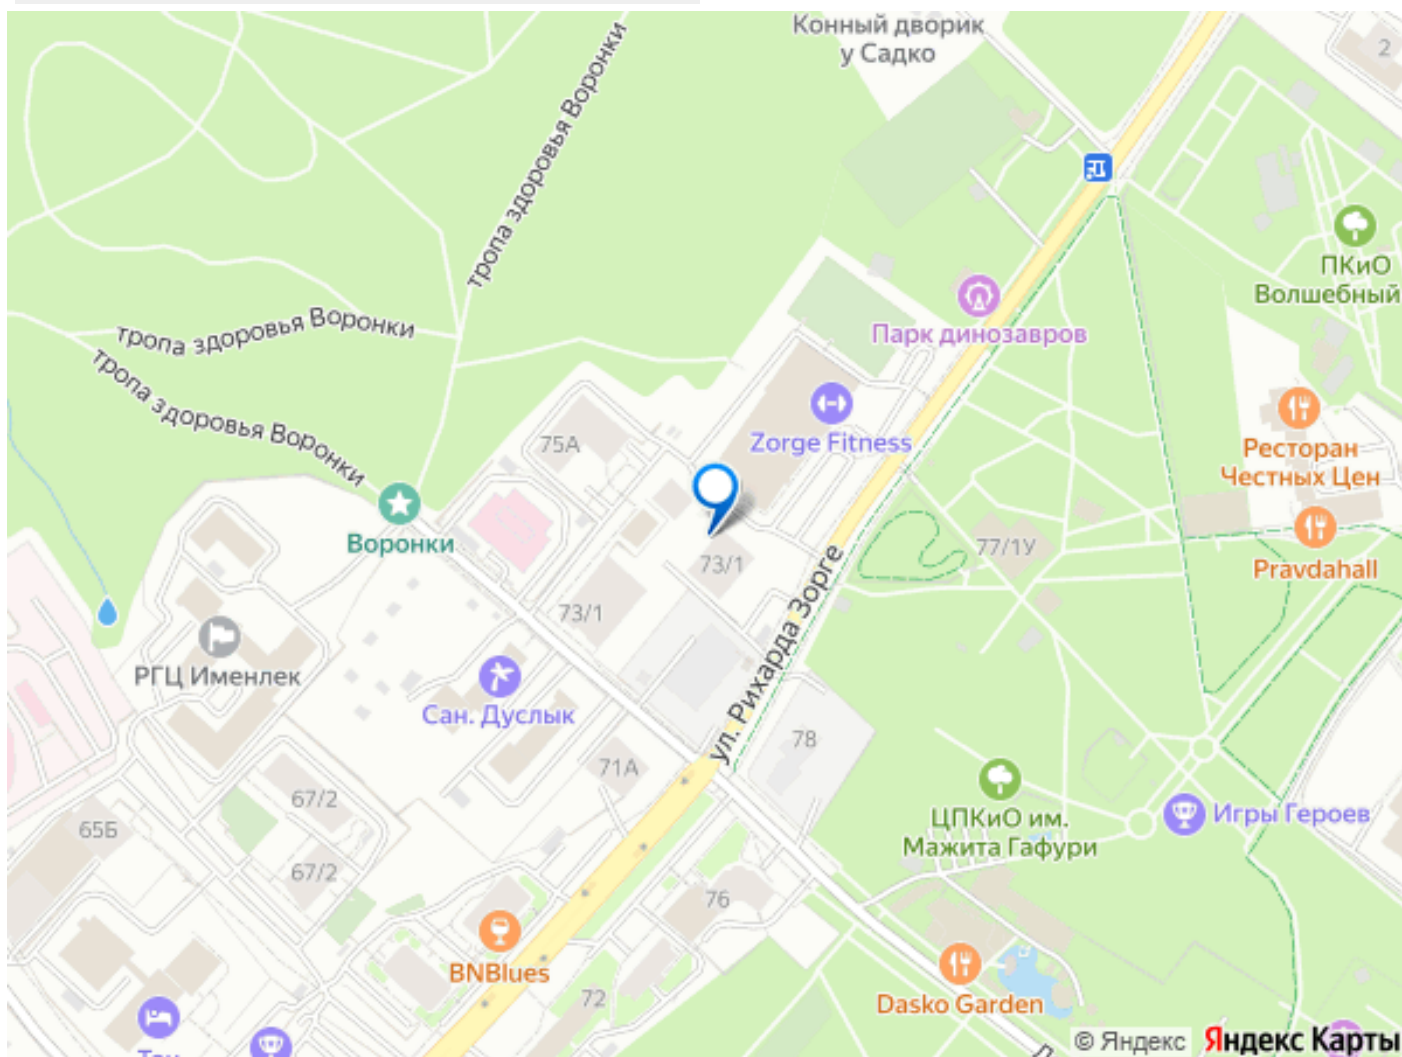 Конный дворик
у Садко
2
тропа здоровья Воронки
ПКиО
Волшебный
Парк динозавров
тропа здоровья Воронки
тропа здоровья Воронки
75А
Zorge Fitness
Ресторан
Честных Цен
Воронки
73/1
77/1У
Pravdahall
73/1
ул. Рихарда Зорге
РГЦ Именлек
Сан. Дуслык
78
71А
67/2
65Б
ЦПКиО им.
Мажита Гафури
Игры Героев
67/2
76
BNBlues
72
Dasko Garden
© Яндекс Яндекс Карты